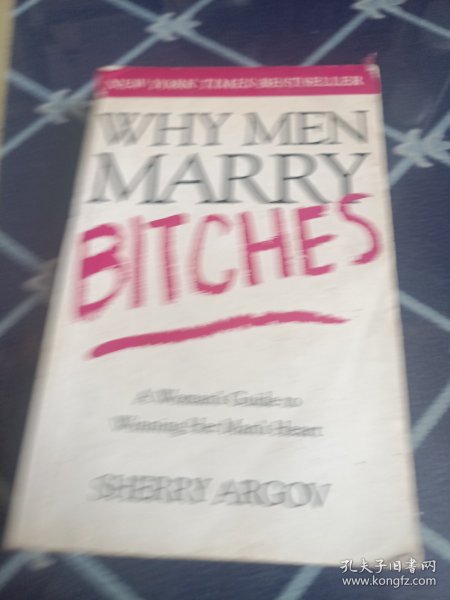 NEW YORK TIMES BESTSELLER
WHY MEN
MARRY
BITCHES
A Woman's Guide to
Winning Her Man's Heart
SHERRY ARGOV
孔夫子旧书网
www.kongfz.com